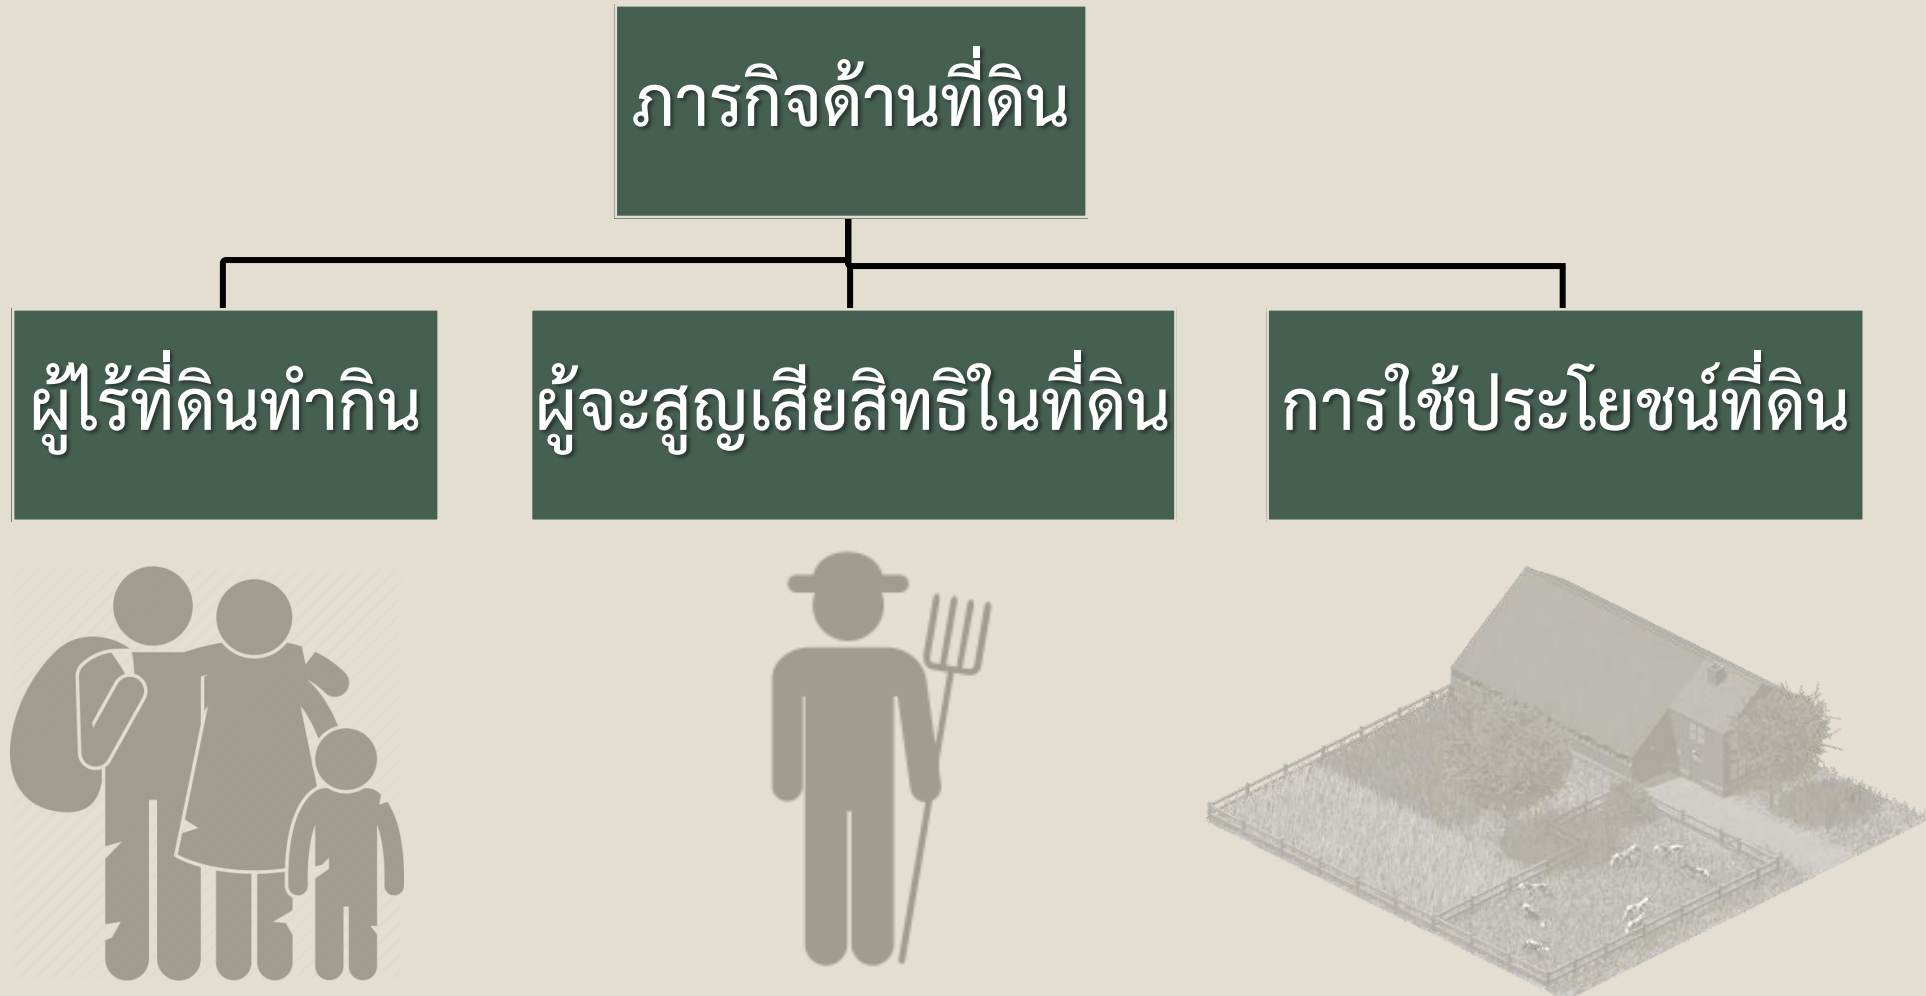 ภารกิจด้านที่ดิน
ผู้ไร้ที่ดินทำกิน
ผู้จะสูญเสียสิทธิในที่ดิน
การใช้ประโยชน์ที่ดิน